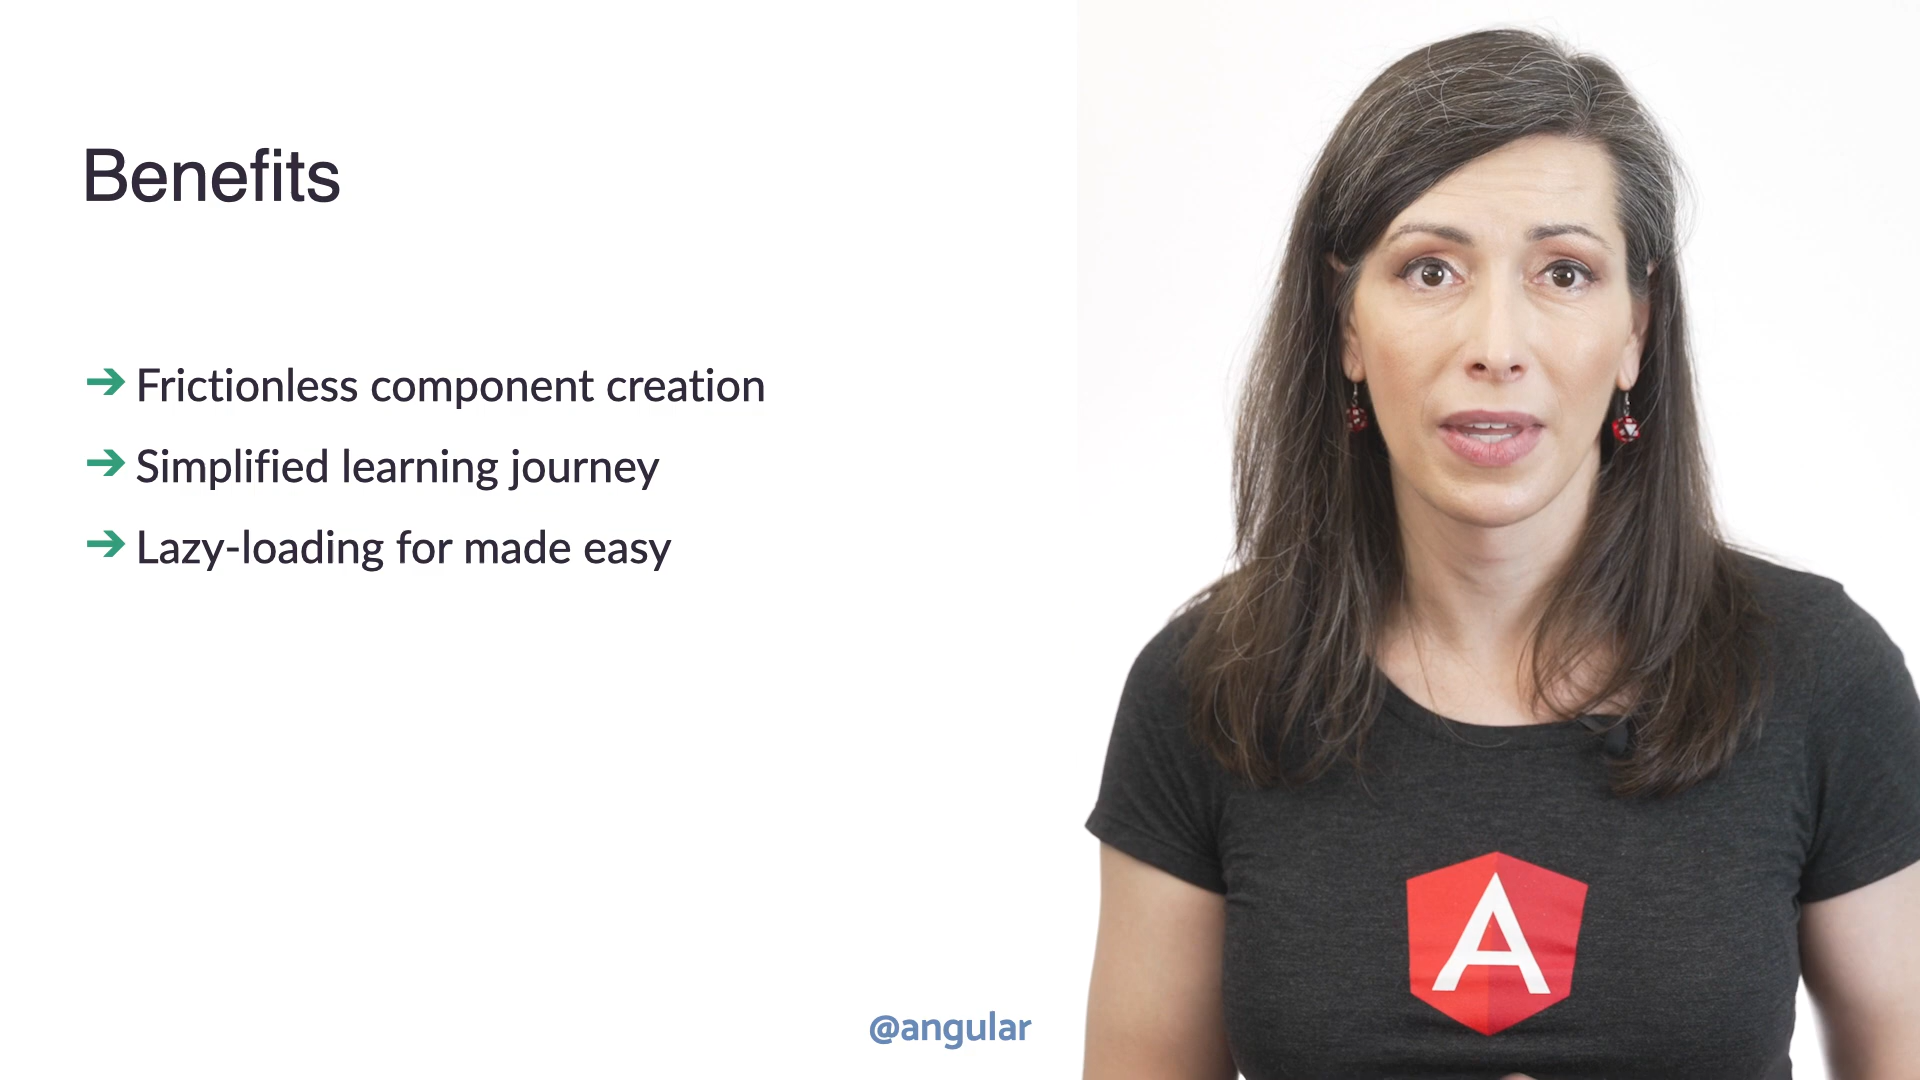 Benefits
➔ Frictionless component creation
➔ Simplified learning journey
➔ Lazy-loading for made easy
A
@angular